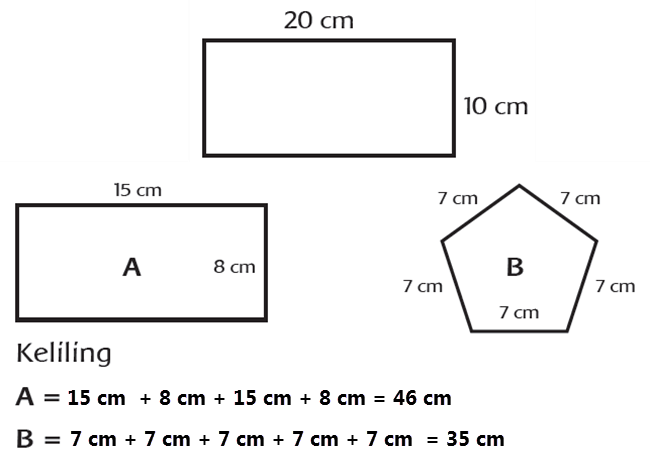 20 cm
10 cm
15 cm
7 cm 7 cm
A 8 cm
B
7 cm 7 cm
7 cm
Keliling
A = 15 cm + 8 cm + 15 cm + 8 cm = 46 cm
B = 7 cm + 7 cm + 7 cm + 7 cm + 7 cm = 35 cm